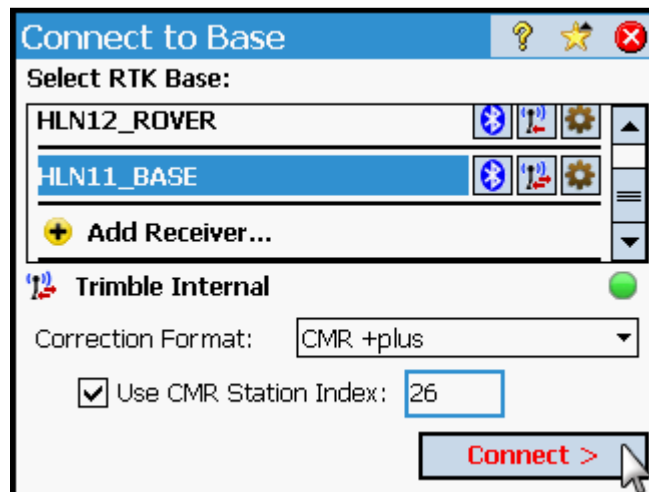 Connect to Base
Select RTK Base:
HLN12_ROVER
HLN11_BASE
Add Receiver...
Trimble Internal
Correction Format: CMR +plus
Use CMR Station Index: 26
Connect >